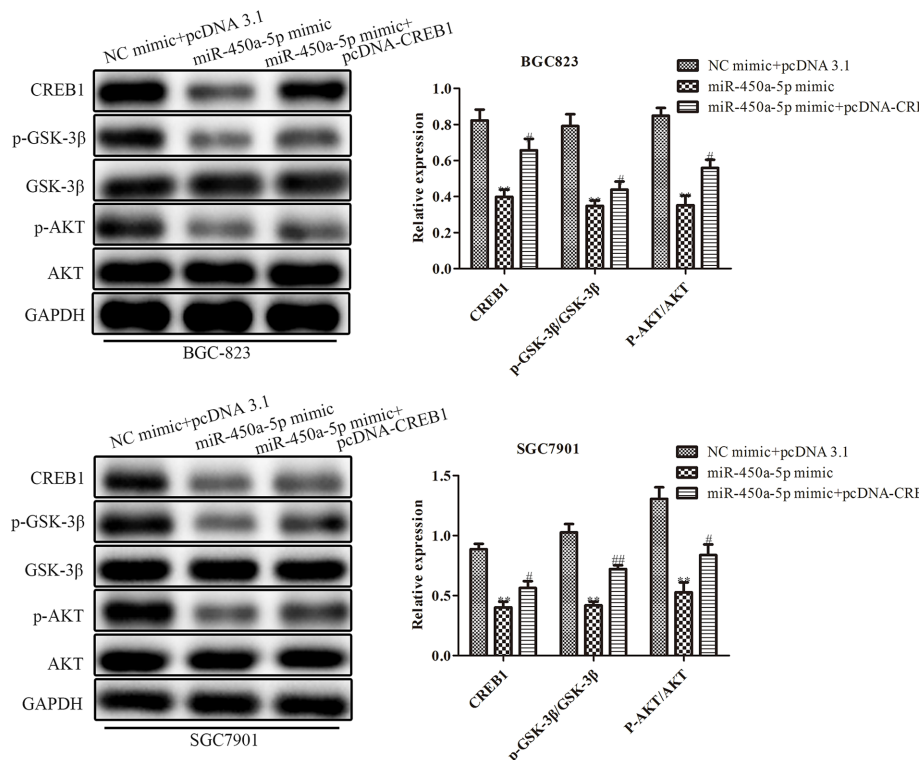 NC mimic+pcDNA 3.1
miR-450a-5p mimic
miR-450a-5p mimic+
pcDNA-CREB1
CREB1
p-GSK-3β
GSK-3β
p-AKT
AKT
GAPDH
BGC-823
BGC823
NC mimic+pcDNA 3.1
miR-450a-5p mimic
miR-450a-5p mimic+pcDNA-CRE
Relative expression
1.0
0.8
0.6
0.4
0.2
0.0
** #
** #
** #
CREB1
p-GSK-3β/GSK-3β
P-AKT/AKT
NC mimic+pcDNA 3.1
miR-450a-5p mimic
miR-450a-5p mimic+
pcDNA-CREB1
CREB1
p-GSK-3β
GSK-3β
p-AKT
AKT
GAPDH
SGC7901
SGC7901
NC mimic+pcDNA 3.1
miR-450a-5p mimic
miR-450a-5p mimic+pcDNA-CRE
Relative expression
1.5
1.0
0.5
0.0
** #
** ##
** #
CREB1
p-GSK-3β/GSK-3β
P-AKT/AKT